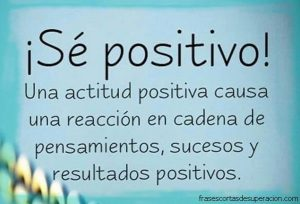 ¡Sé positivo!
Una actitud positiva causa
una reacción en cadena de
pensamientos, sucesos y
resultados positivos.
frasescortasdesuperacion.com